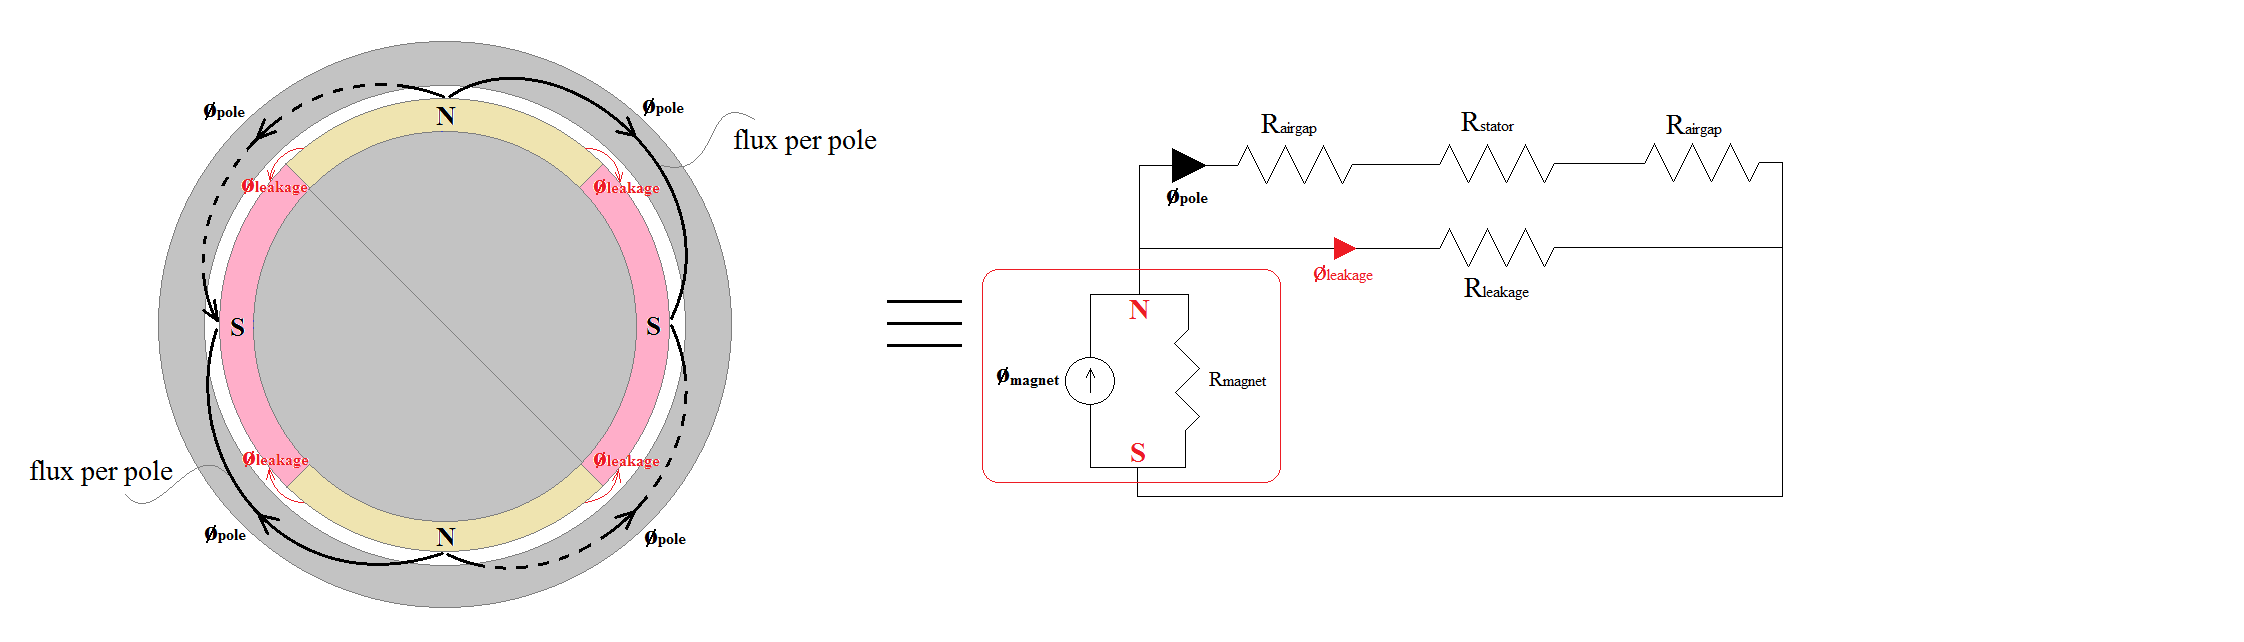 N
øpole
øpole
flux per pole
øleakage
øleakage
S
S
øleakage
øleakage
flux per pole
øpole
N
øpole
Rairgap
Rstator
Rairgap
øpole
øleakage
Rleakage
N
ømagnet
Rmagnet
S